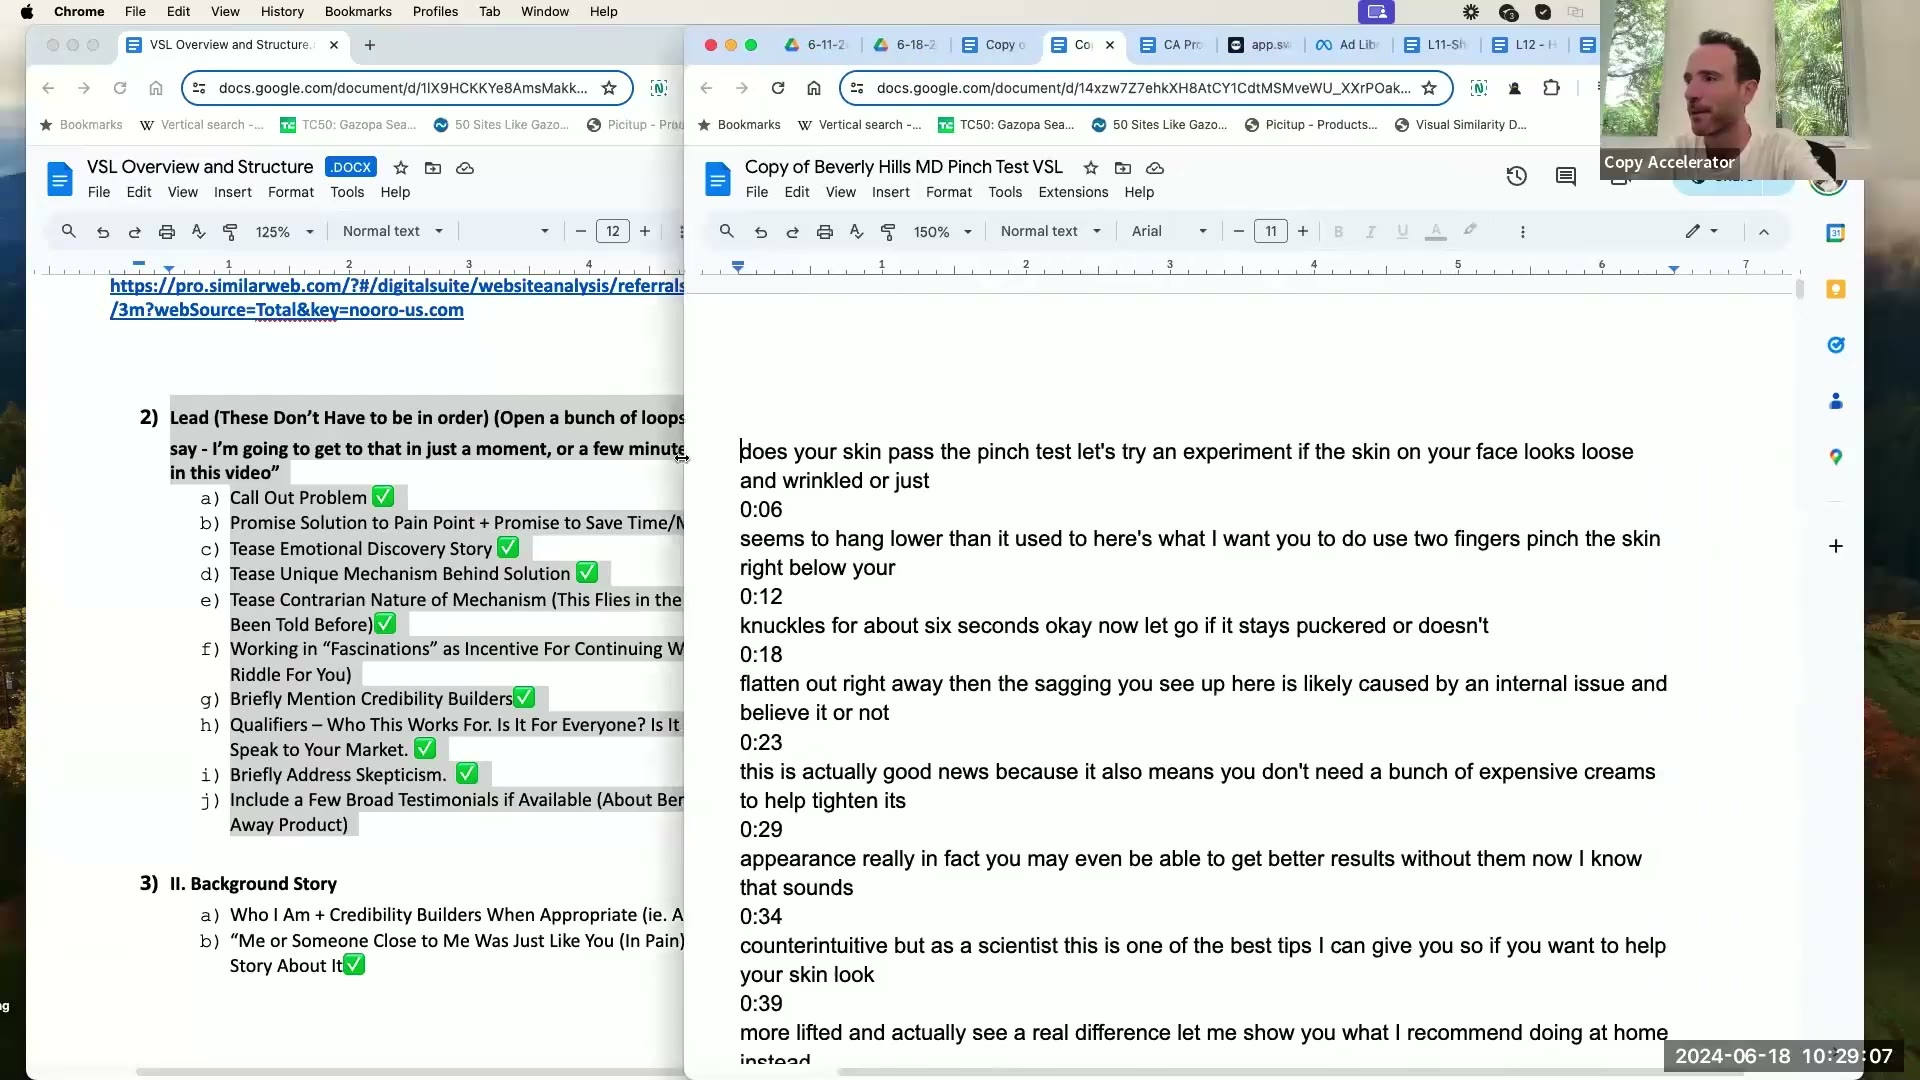 Chrome File Edit View History Bookmarks Profiles Tab Window Help
VSL Overview and Structure.
docs.google.com/document/d/1lX9HCKKYe8AmsMakk...
Bookmarks Vertical search -... TC50: Gazopa Sea... 50 Sites Like Gazo... Picitup - Prod
VSL Overview and Structure .DOCX
File Edit View Insert Format Tools Help
125% Normal text 12
1 2 3 4
https://pro.similarweb.com/?#/digitalsuite/websiteanalysis/referrals
/3m?webSource=Total&key=nooro-us.com
2) Lead (These Don’t Have to be in order) (Open a bunch of loops
say - I’m going to get to that in just a moment, or a few minute
in this video”
a) Call Out Problem ✅
b) Promise Solution to Pain Point + Promise to Save Time/M
c) Tease Emotional Discovery Story ✅
d) Tease Unique Mechanism Behind Solution ✅
e) Tease Contrarian Nature of Mechanism (This Flies in the
Been Told Before)✅
f) Working in “Fascinations” as Incentive For Continuing W
Riddle For You)
g) Briefly Mention Credibility Builders✅
h) Qualifiers – Who This Works For. Is It For Everyone? Is It
Speak to Your Market. ✅
i) Briefly Address Skepticism. ✅
j) Include a Few Broad Testimonials if Available (About Ber
Away Product)
3) II. Background Story
a) Who I Am + Credibility Builders When Appropriate (ie. A
b) “Me or Someone Close to Me Was Just Like You (In Pain)
Story About It✅
6-11-2 6-18-2 Copy o Co CA Pro app.sw Ad Lib L11-Sh L12 - H
docs.google.com/document/d/14xzw7Z7ehkXH8AtCY1CdtMSMveWU_XXrPOak...
Bookmarks Vertical search -... TC50: Gazopa Sea... 50 Sites Like Gazo... Picitup - Products... Visual Similarity D...
Copy of Beverly Hills MD Pinch Test VSL
File Edit View Insert Format Tools Extensions Help
150% Normal text Arial 11 B I U A
1 2 3 4 5 6 7
does your skin pass the pinch test let's try an experiment if the skin on your face looks loose
and wrinkled or just
0:06
seems to hang lower than it used to here's what I want you to do use two fingers pinch the skin
right below your
0:12
knuckles for about six seconds okay now let go if it stays puckered or doesn't
0:18
flatten out right away then the sagging you see up here is likely caused by an internal issue and
believe it or not
0:23
this is actually good news because it also means you don't need a bunch of expensive creams
to help tighten its
0:29
appearance really in fact you may even be able to get better results without them now I know
that sounds
0:34
counterintuitive but as a scientist this is one of the best tips I can give you so if you want to help
your skin look
0:39
more lifted and actually see a real difference let me show you what I recommend doing at home
instead
Copy Accelerator
31
2024-06-18 10:29:07